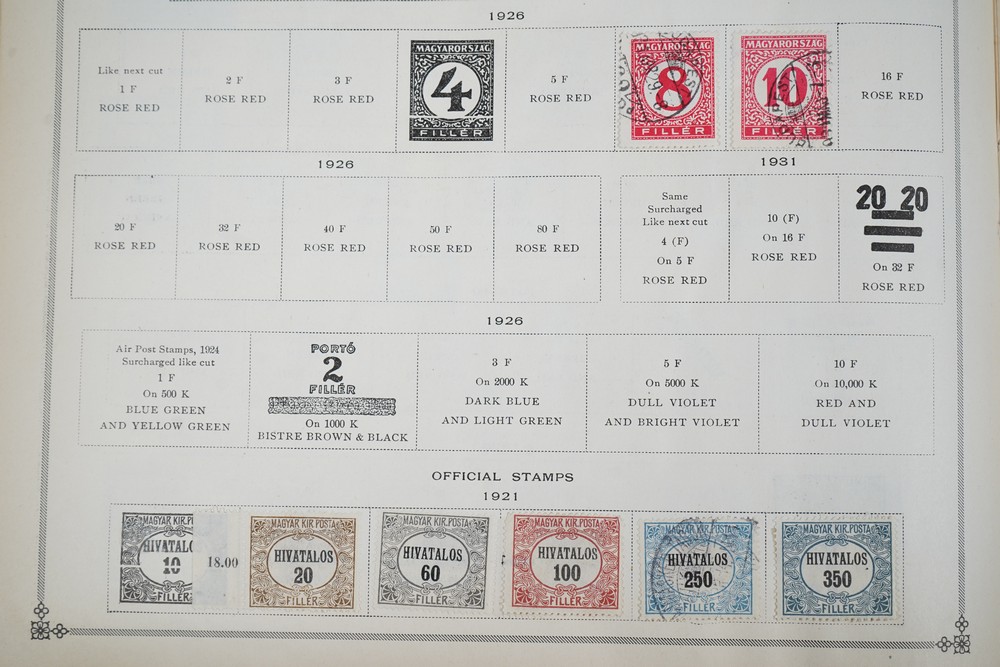 1926
Like next cut
1 F
ROSE RED
2 F
ROSE RED
3 F
ROSE RED
MAGYARORSZAG
4
FILLÉR
5 F
ROSE RED
MAGYARORSZAG
8
FILLÉR
MAGYARORSZAG
10
FILLÉR
16 F
ROSE RED
1926
20 F
ROSE RED
32 F
ROSE RED
40 F
ROSE RED
50 F
ROSE RED
80 F
ROSE RED
1931
Same
Surcharged
Like next cut
4 (F)
On 5 F
ROSE RED
10 (F)
On 16 F
ROSE RED
20 20
On 32 F
ROSE RED
1926
Air Post Stamps, 1924
Surcharged like cut
1 F
On 500 K
BLUE GREEN
AND YELLOW GREEN
PORTÓ
2
FILLÉR
On 1000 K
BISTRE BROWN & BLACK
3 F
On 2000 K
DARK BLUE
AND LIGHT GREEN
5 F
On 5000 K
DULL VIOLET
AND BRIGHT VIOLET
10 F
On 10,000 K
RED AND
DULL VIOLET
OFFICIAL STAMPS
1921
MAGYAR KIR. P
HIVATALO
10
FILLÉR
18.00
MAGYAR KIR. POSTA
HIVATALOS
20
FILLÉR
MAGYAR KIR. POSTA
HIVATALOS
60
FILLÉR
MAGYAR KIR. POSTA
HIVATALOS
100
FILLÉR
MAGYAR KIR. POSTA
HIVATALOS
250
FILLÉR
MAGYAR KIR. POSTA
HIVATALOS
350
FILLÉR